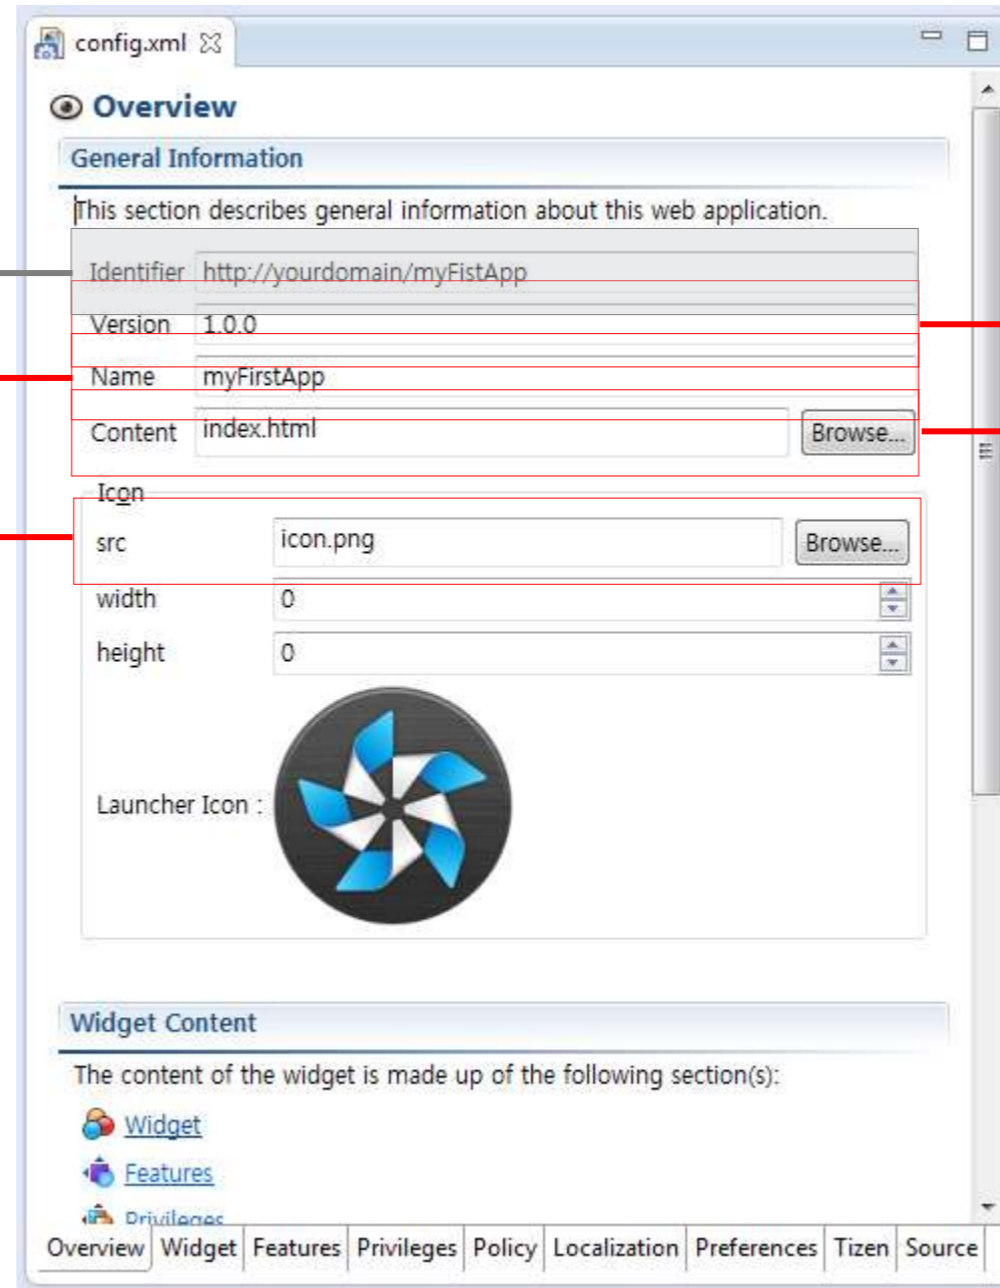 config.xml
Overview
General Information
This section describes general information about this web application.
Identifier http://yourdomain/myFistApp
Version 1.0.0
Name myFirstApp
Content index.html Browse...
Icon
src icon.png Browse...
width 0
height 0
Launcher Icon :
Widget Content
The content of the widget is made up of the following section(s):
Widget
Features
Privileges
Overview Widget Features Privileges Policy Localization Preferences Tizen Source